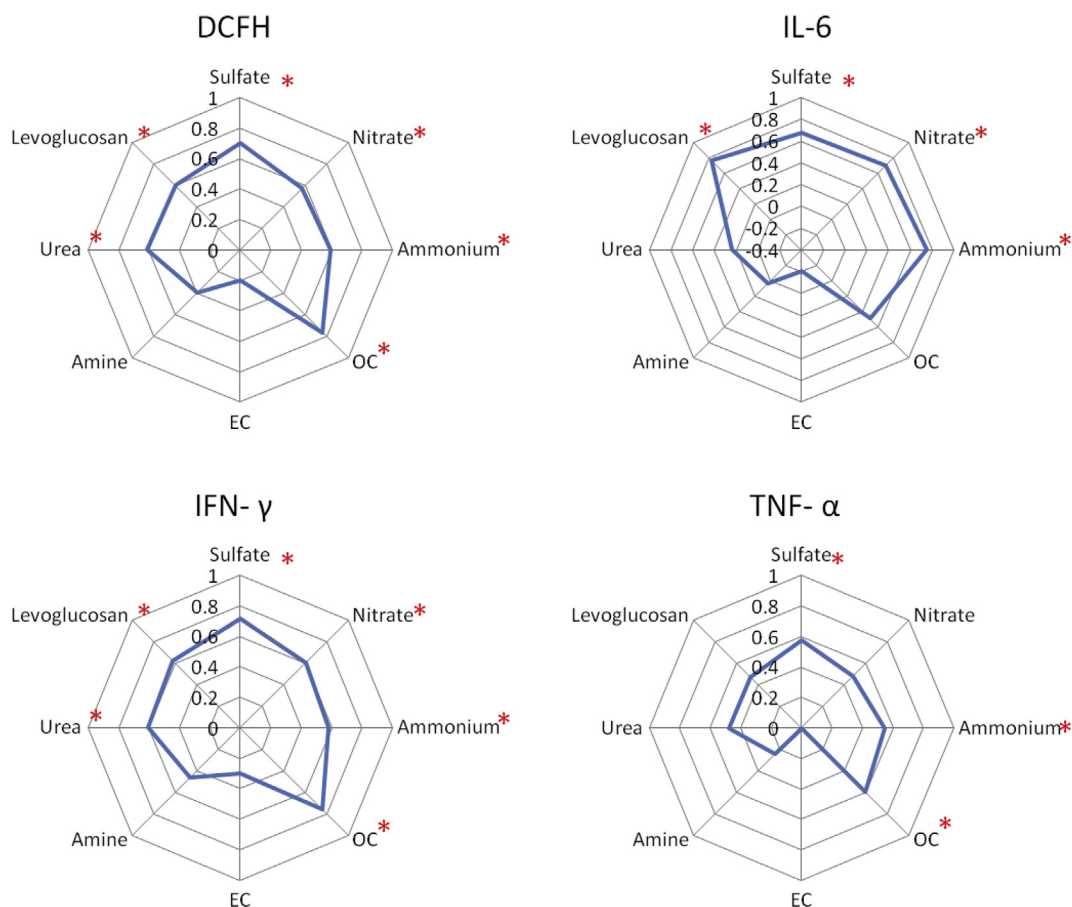 DCFH
Sulfate *
1
Levoglucosan * 0.8 Nitrate *
0.6
0.4
0.2
Urea * 0 Ammonium *
Amine OC *
EC
IL-6
Sulfate *
1
Levoglucosan * 0.8 Nitrate *
0.6
0.4
0.2
0
-0.2
Urea -0.4 Ammonium *
Amine OC
EC
IFN- γ
Sulfate *
1
Levoglucosan * 0.8 Nitrate *
0.6
0.4
0.2
Urea * 0 Ammonium *
Amine OC *
EC
TNF- α
Sulfate *
1
Levoglucosan 0.8 Nitrate
0.6
0.4
0.2
Urea 0 Ammonium *
Amine OC *
EC